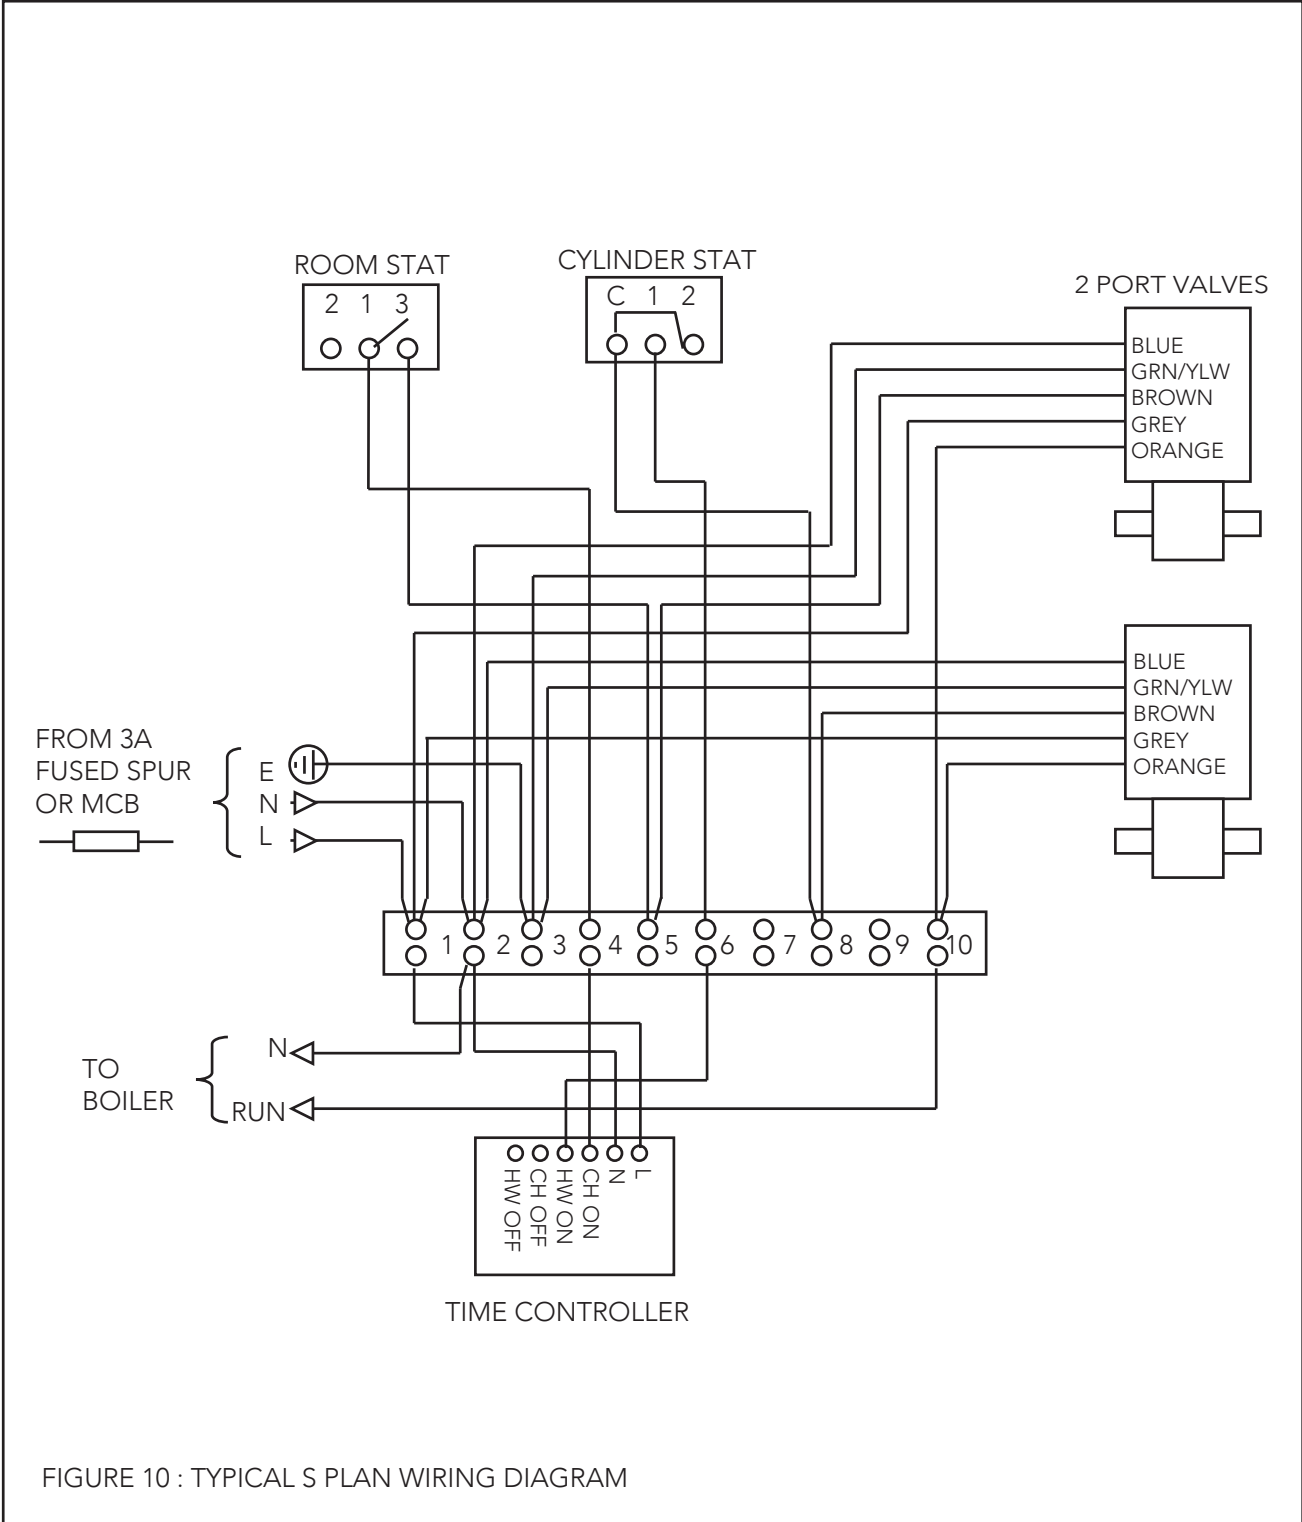 ROOM STAT
2 1 3
CYLINDER STAT
C 1 2
2 PORT VALVES
BLUE
GRN/YLW
BROWN
GREY
ORANGE
BLUE
GRN/YLW
BROWN
GREY
ORANGE
FROM 3A
FUSED SPUR
OR MCB
E
N
L
1 2 3 4 5 6 7 8 9 10
TO
BOILER
N
RUN
HW OFF
CH OFF
HW ON
CH ON
N
L
TIME CONTROLLER
FIGURE 10 : TYPICAL S PLAN WIRING DIAGRAM